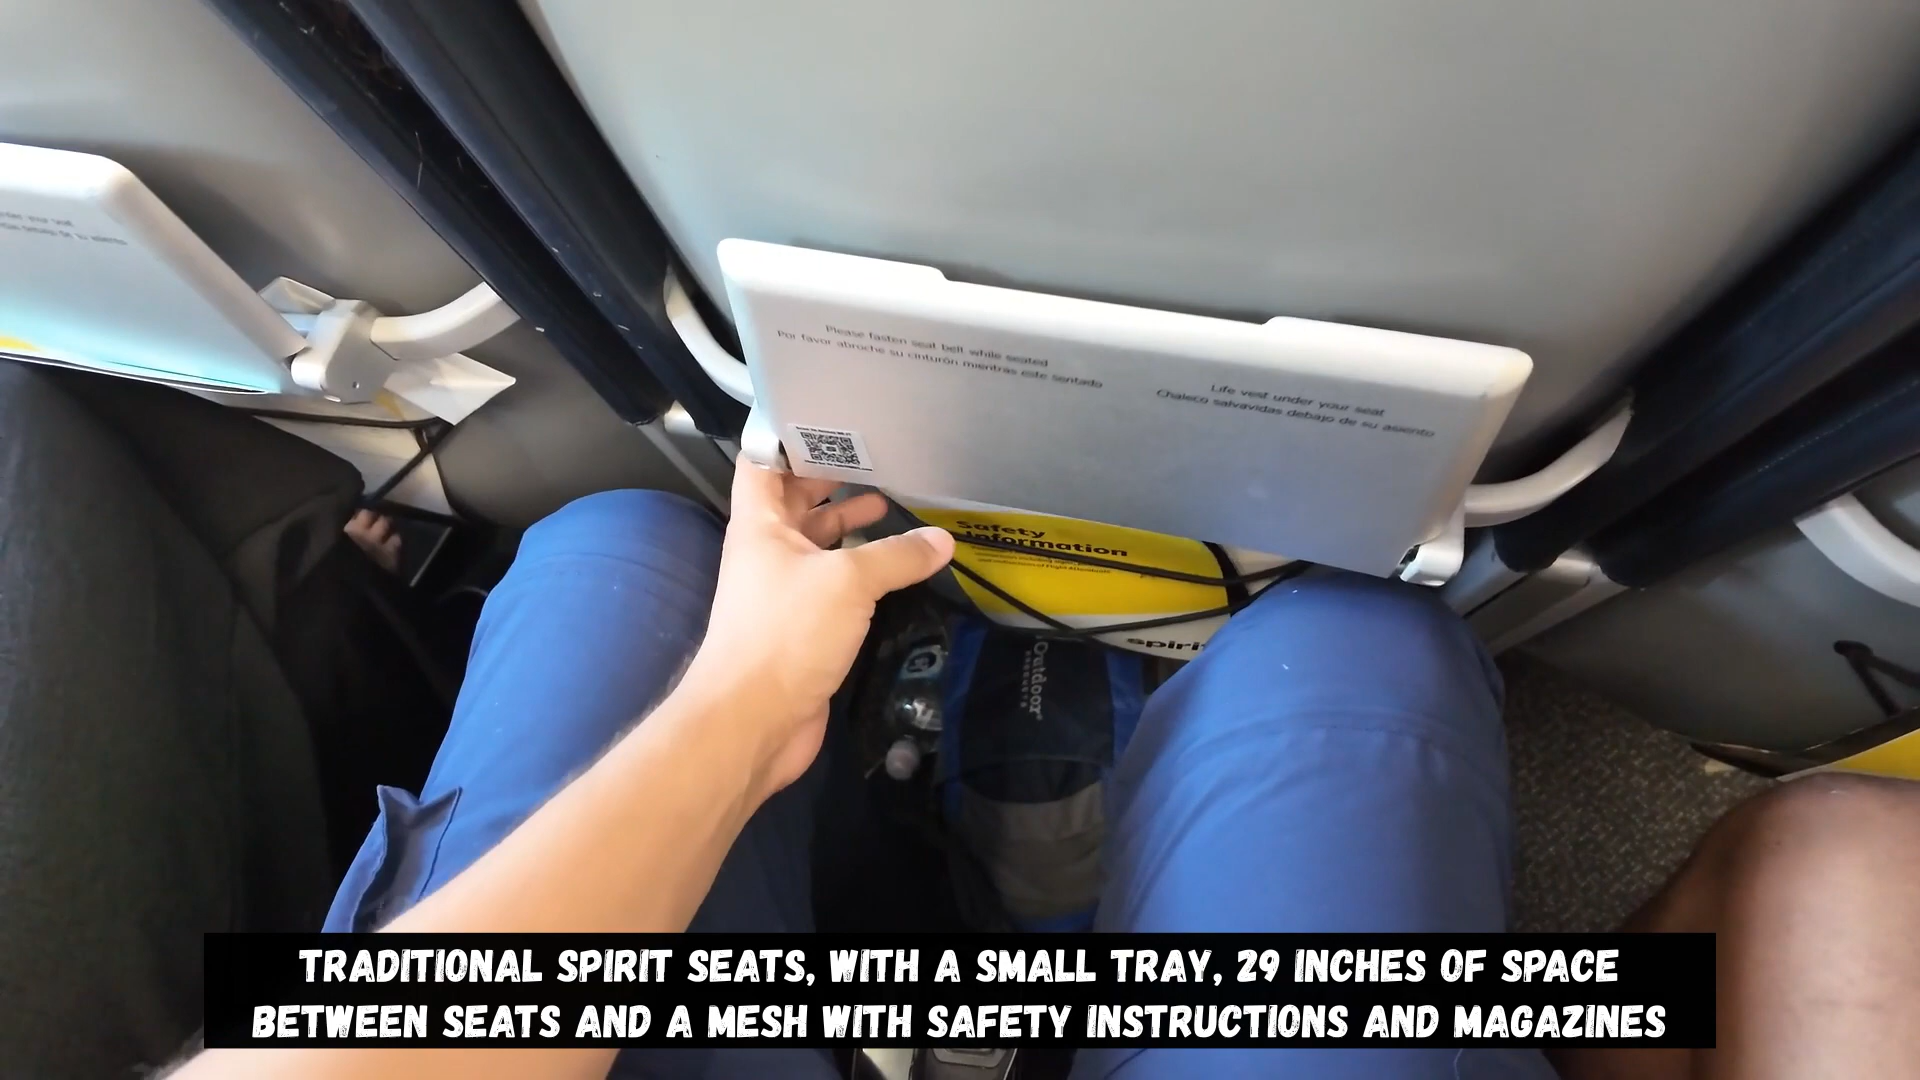 Please fasten seat belt while seated
Por favor abroche su cinturón mientras este sentado
Life vest under your seat
Chaleco salvavidas debajo de su asiento
Safety
information
spirit
Outdoor
PRODUCTS
TRADITIONAL SPIRIT SEATS, WITH A SMALL TRAY, 29 INCHES OF SPACE
BETWEEN SEATS AND A MESH WITH SAFETY INSTRUCTIONS AND MAGAZINES